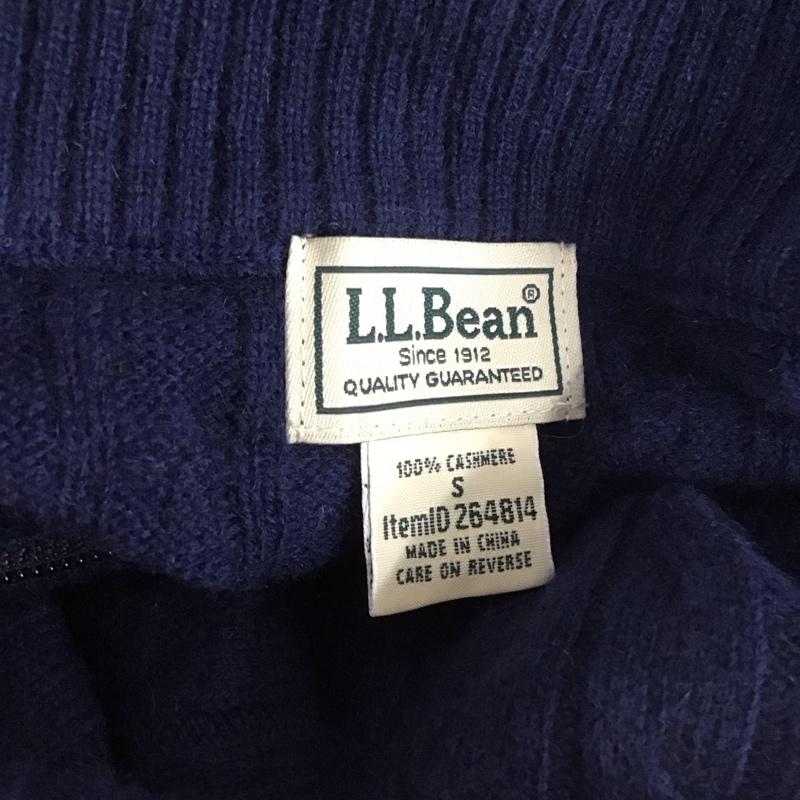 L.L.Bean®
Since 1912
QUALITY GUARANTEED
100% CASHMERE
S
ItemID 264814
MADE IN CHINA
CARE ON REVERSE